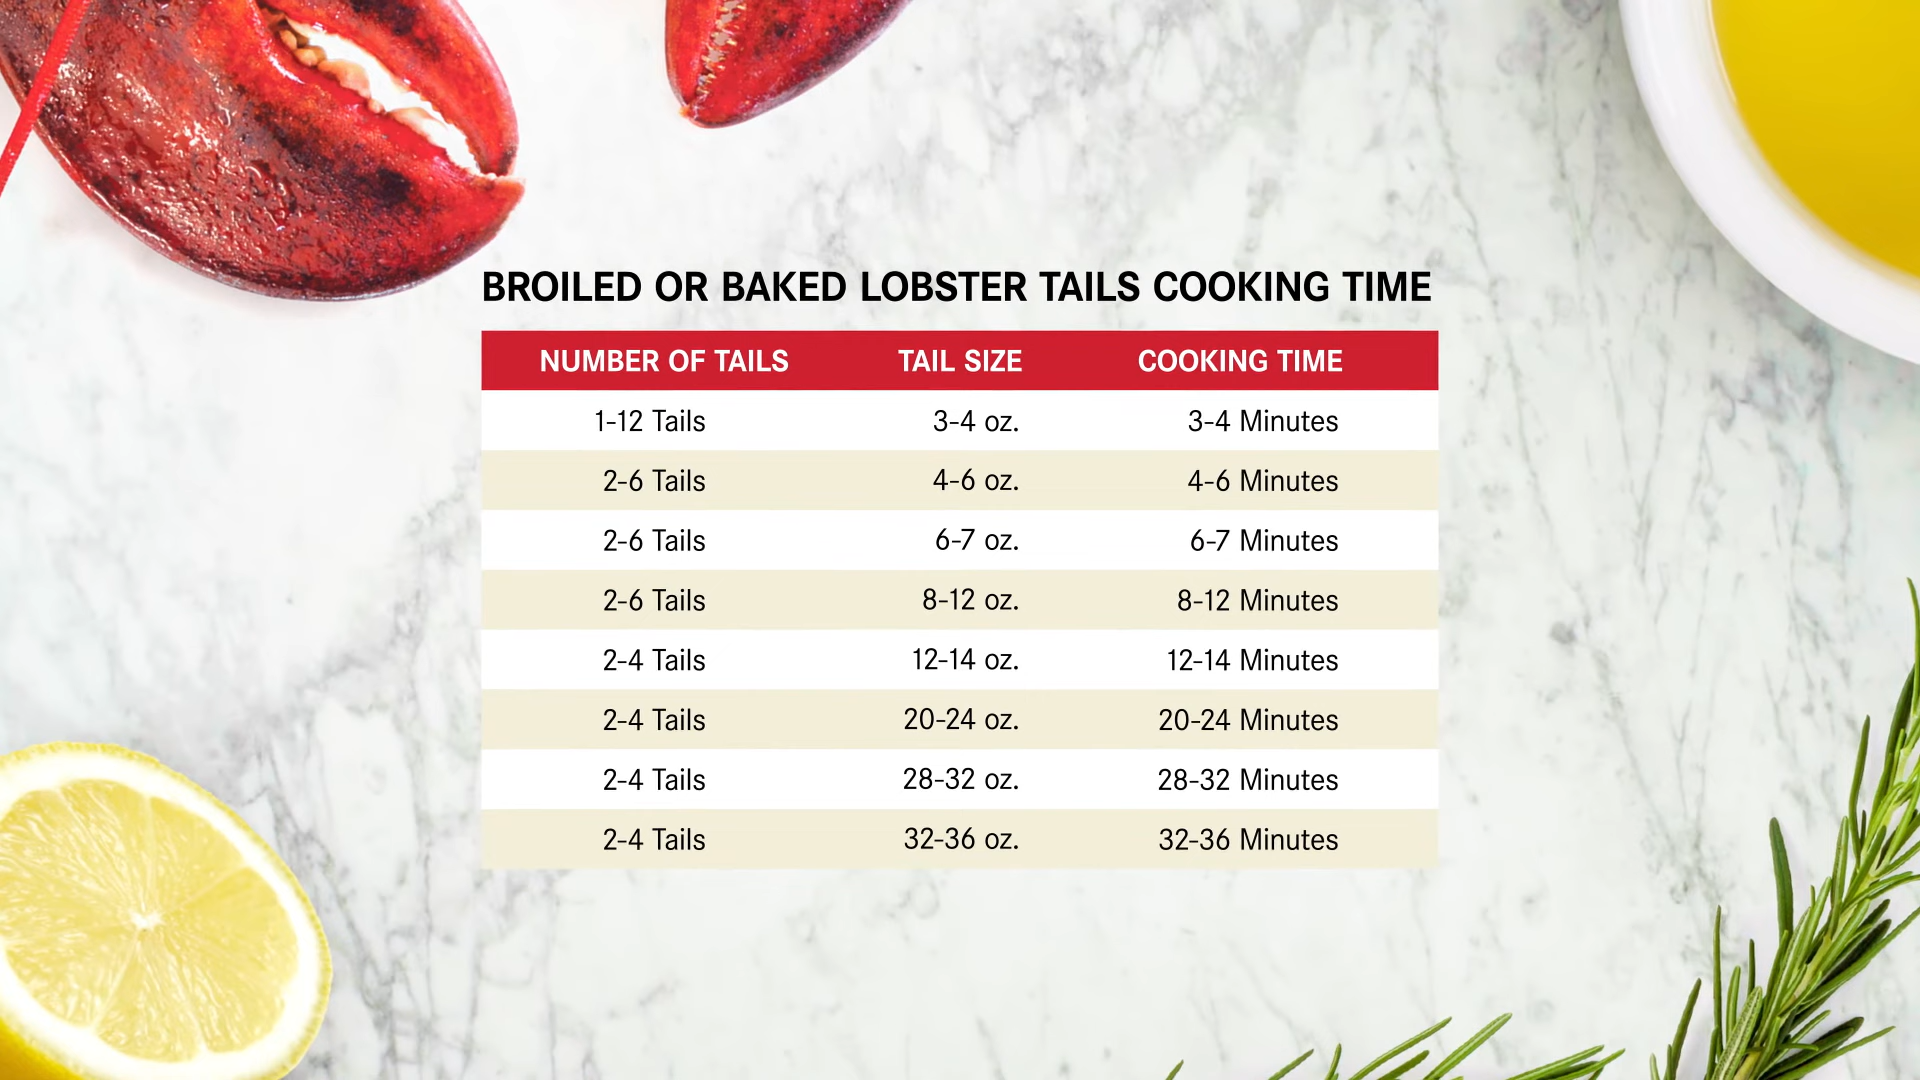 BROILED OR BAKED LOBSTER TAILS COOKING TIME
NUMBER OF TAILS TAIL SIZE COOKING TIME
1-12 Tails 3-4 oz. 3-4 Minutes
2-6 Tails 4-6 oz. 4-6 Minutes
2-6 Tails 6-7 oz. 6-7 Minutes
2-6 Tails 8-12 oz. 8-12 Minutes
2-4 Tails 12-14 oz. 12-14 Minutes
2-4 Tails 20-24 oz. 20-24 Minutes
2-4 Tails 28-32 oz. 28-32 Minutes
2-4 Tails 32-36 oz. 32-36 Minutes